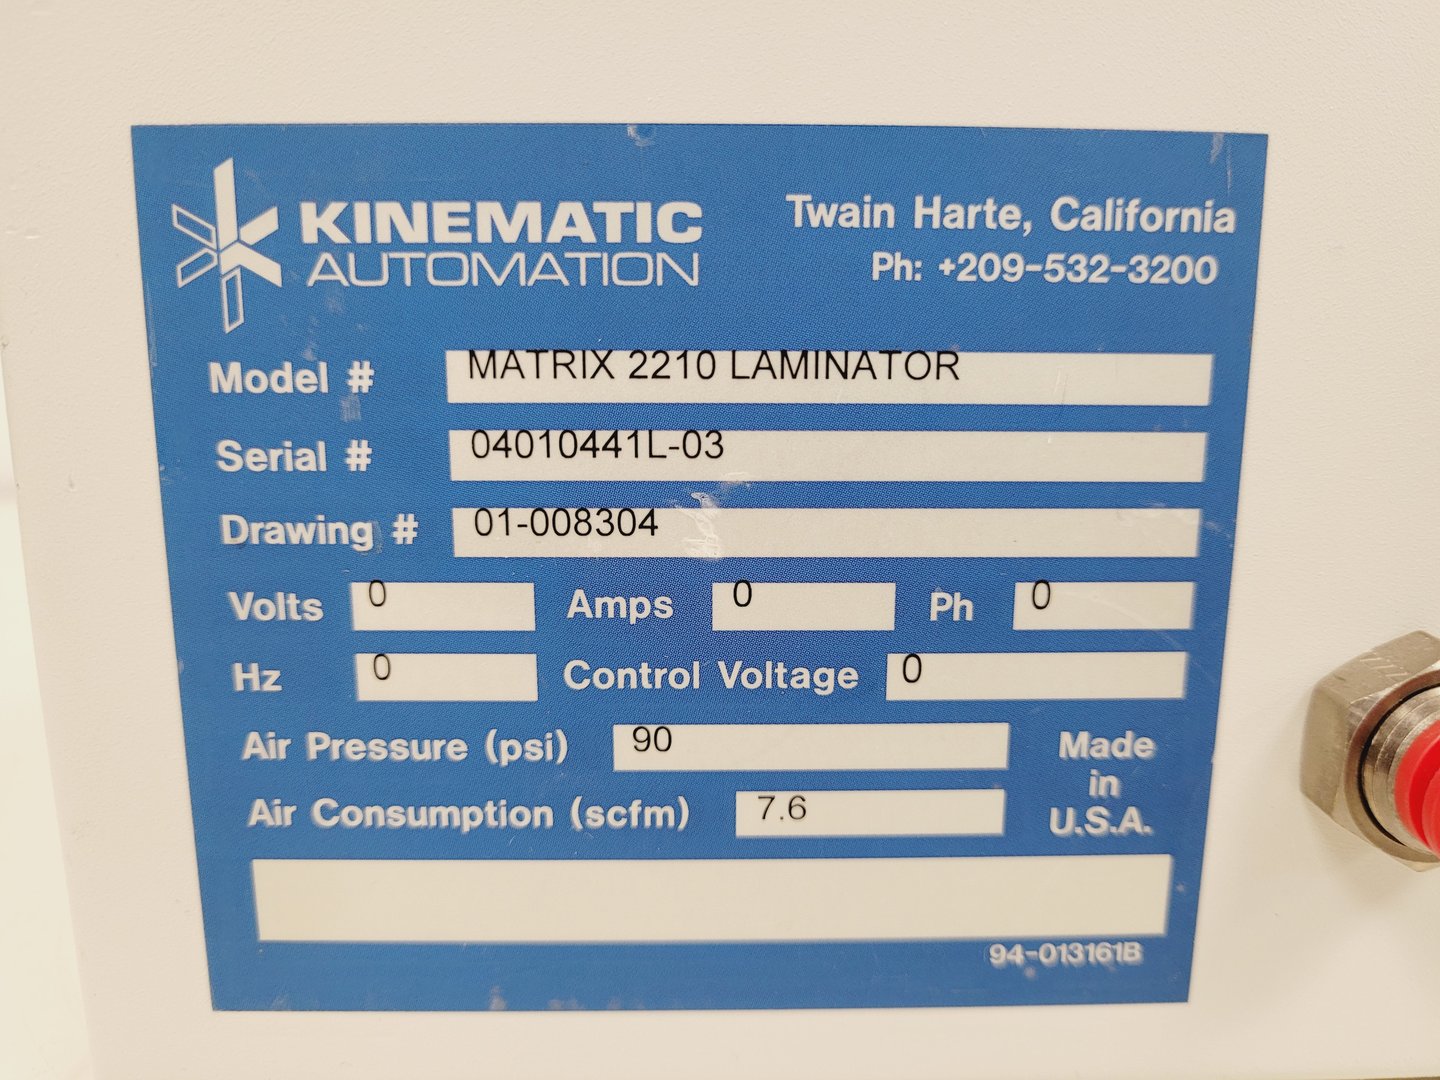 KINEMATIC
AUTOMATION
Twain Harte, California
Ph: +209-532-3200
Model # MATRIX 2210 LAMINATOR
Serial # 04010441L-03
Drawing # 01-008304
Volts 0 Amps 0 Ph 0
Hz 0 Control Voltage 0
Air Pressure (psi) 90
Air Consumption (scfm) 7.6
Made
in
U.S.A.
94-013161B